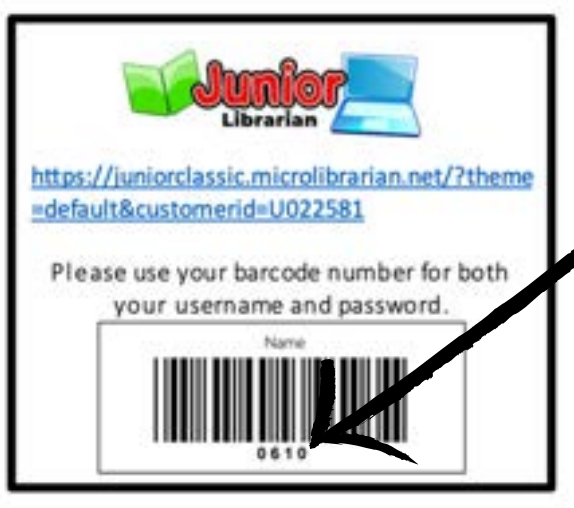 Junior
Librarian
https://juniorclassic.microlibrarian.net/?theme
=default&customerid=U022581
Please use your barcode number for both
your username and password.
Name
0610